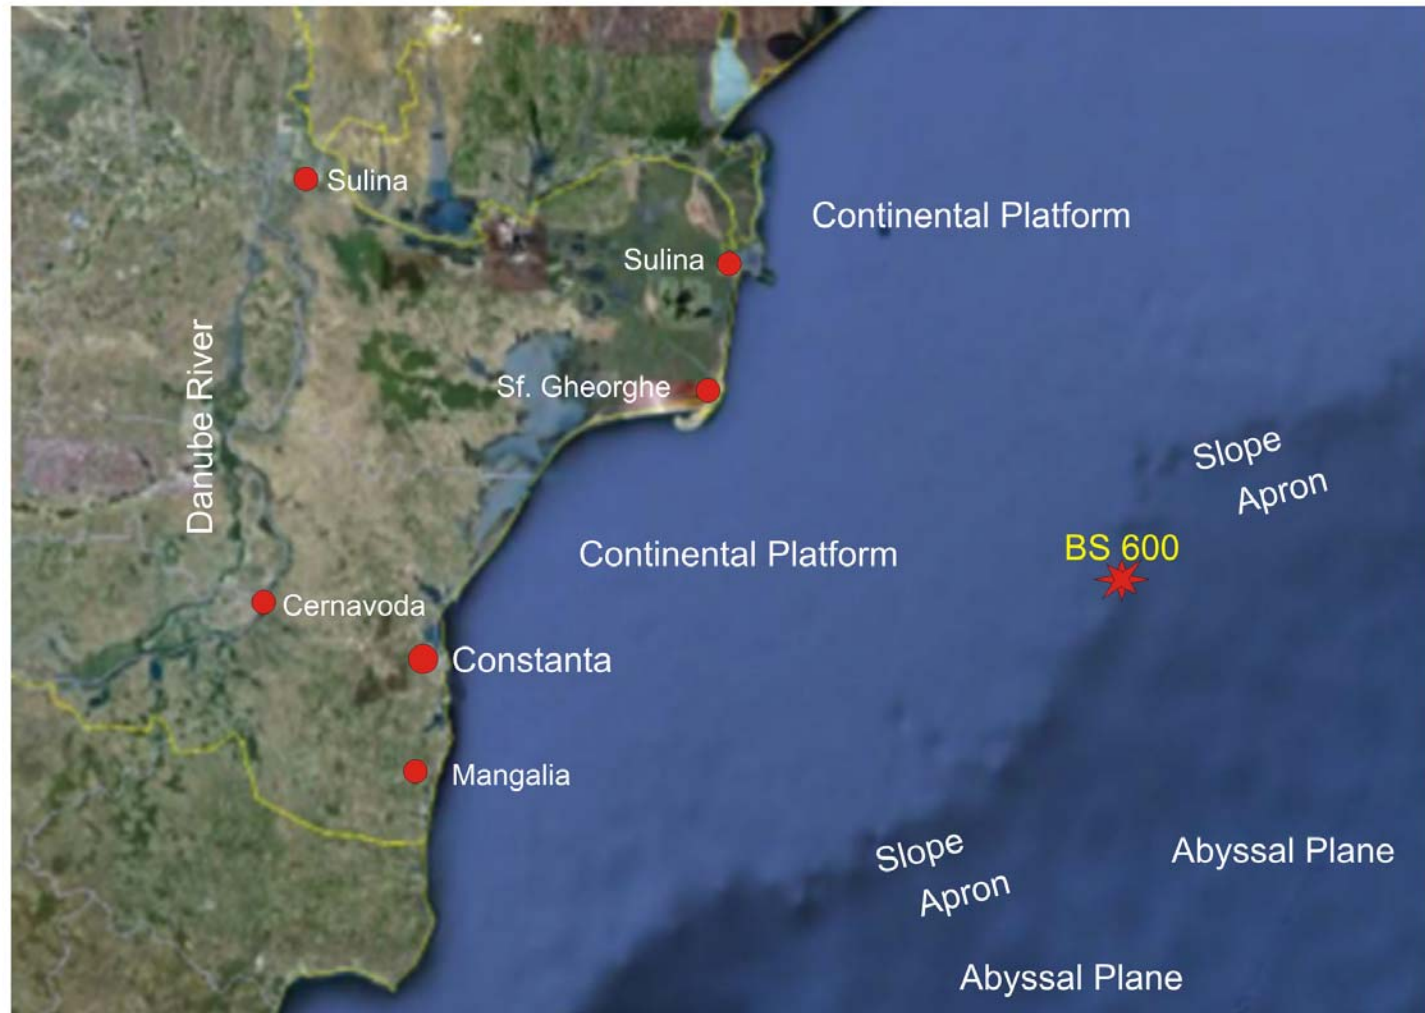 Sulina
Continental Platform
Sulina
Danube River
Sf. Gheorghe
Slope
Apron
BS 600
Continental Platform
Cernavoda
Constanta
Mangalia
Slope
Apron
Abyssal Plane
Abyssal Plane